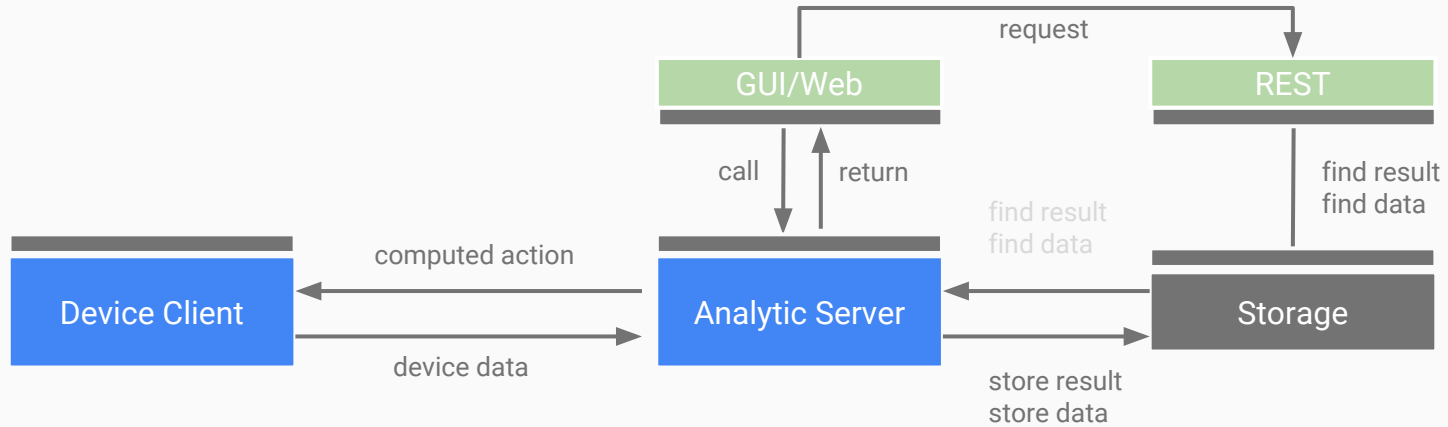 request
GUI/Web
REST
call
return
find result
find data
find result
find data
computed action
Device Client
Analytic Server
Storage
device data
store result
store data